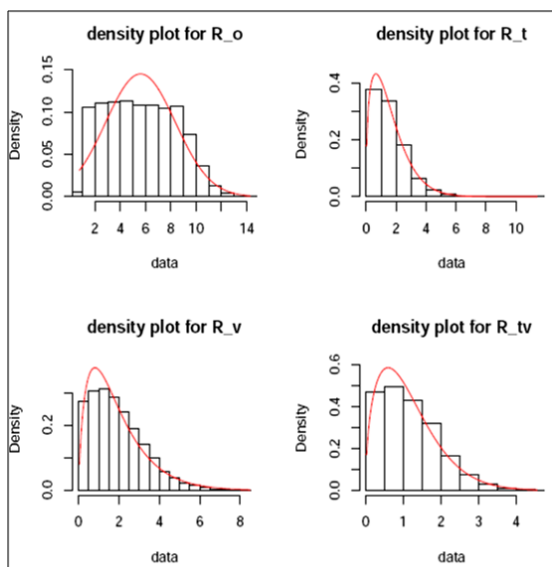 density plot for R_o
Density
0.00 0.05 0.10 0.15
2 4 6 8 10 14
data
density plot for R_t
Density
0.0 0.2 0.4
0 2 4 6 8 10
data
density plot for R_v
Density
0.0 0.2
0 2 4 6 8
data
density plot for R_tv
Density
0.0 0.2 0.4 0.6
0 1 2 3 4
data